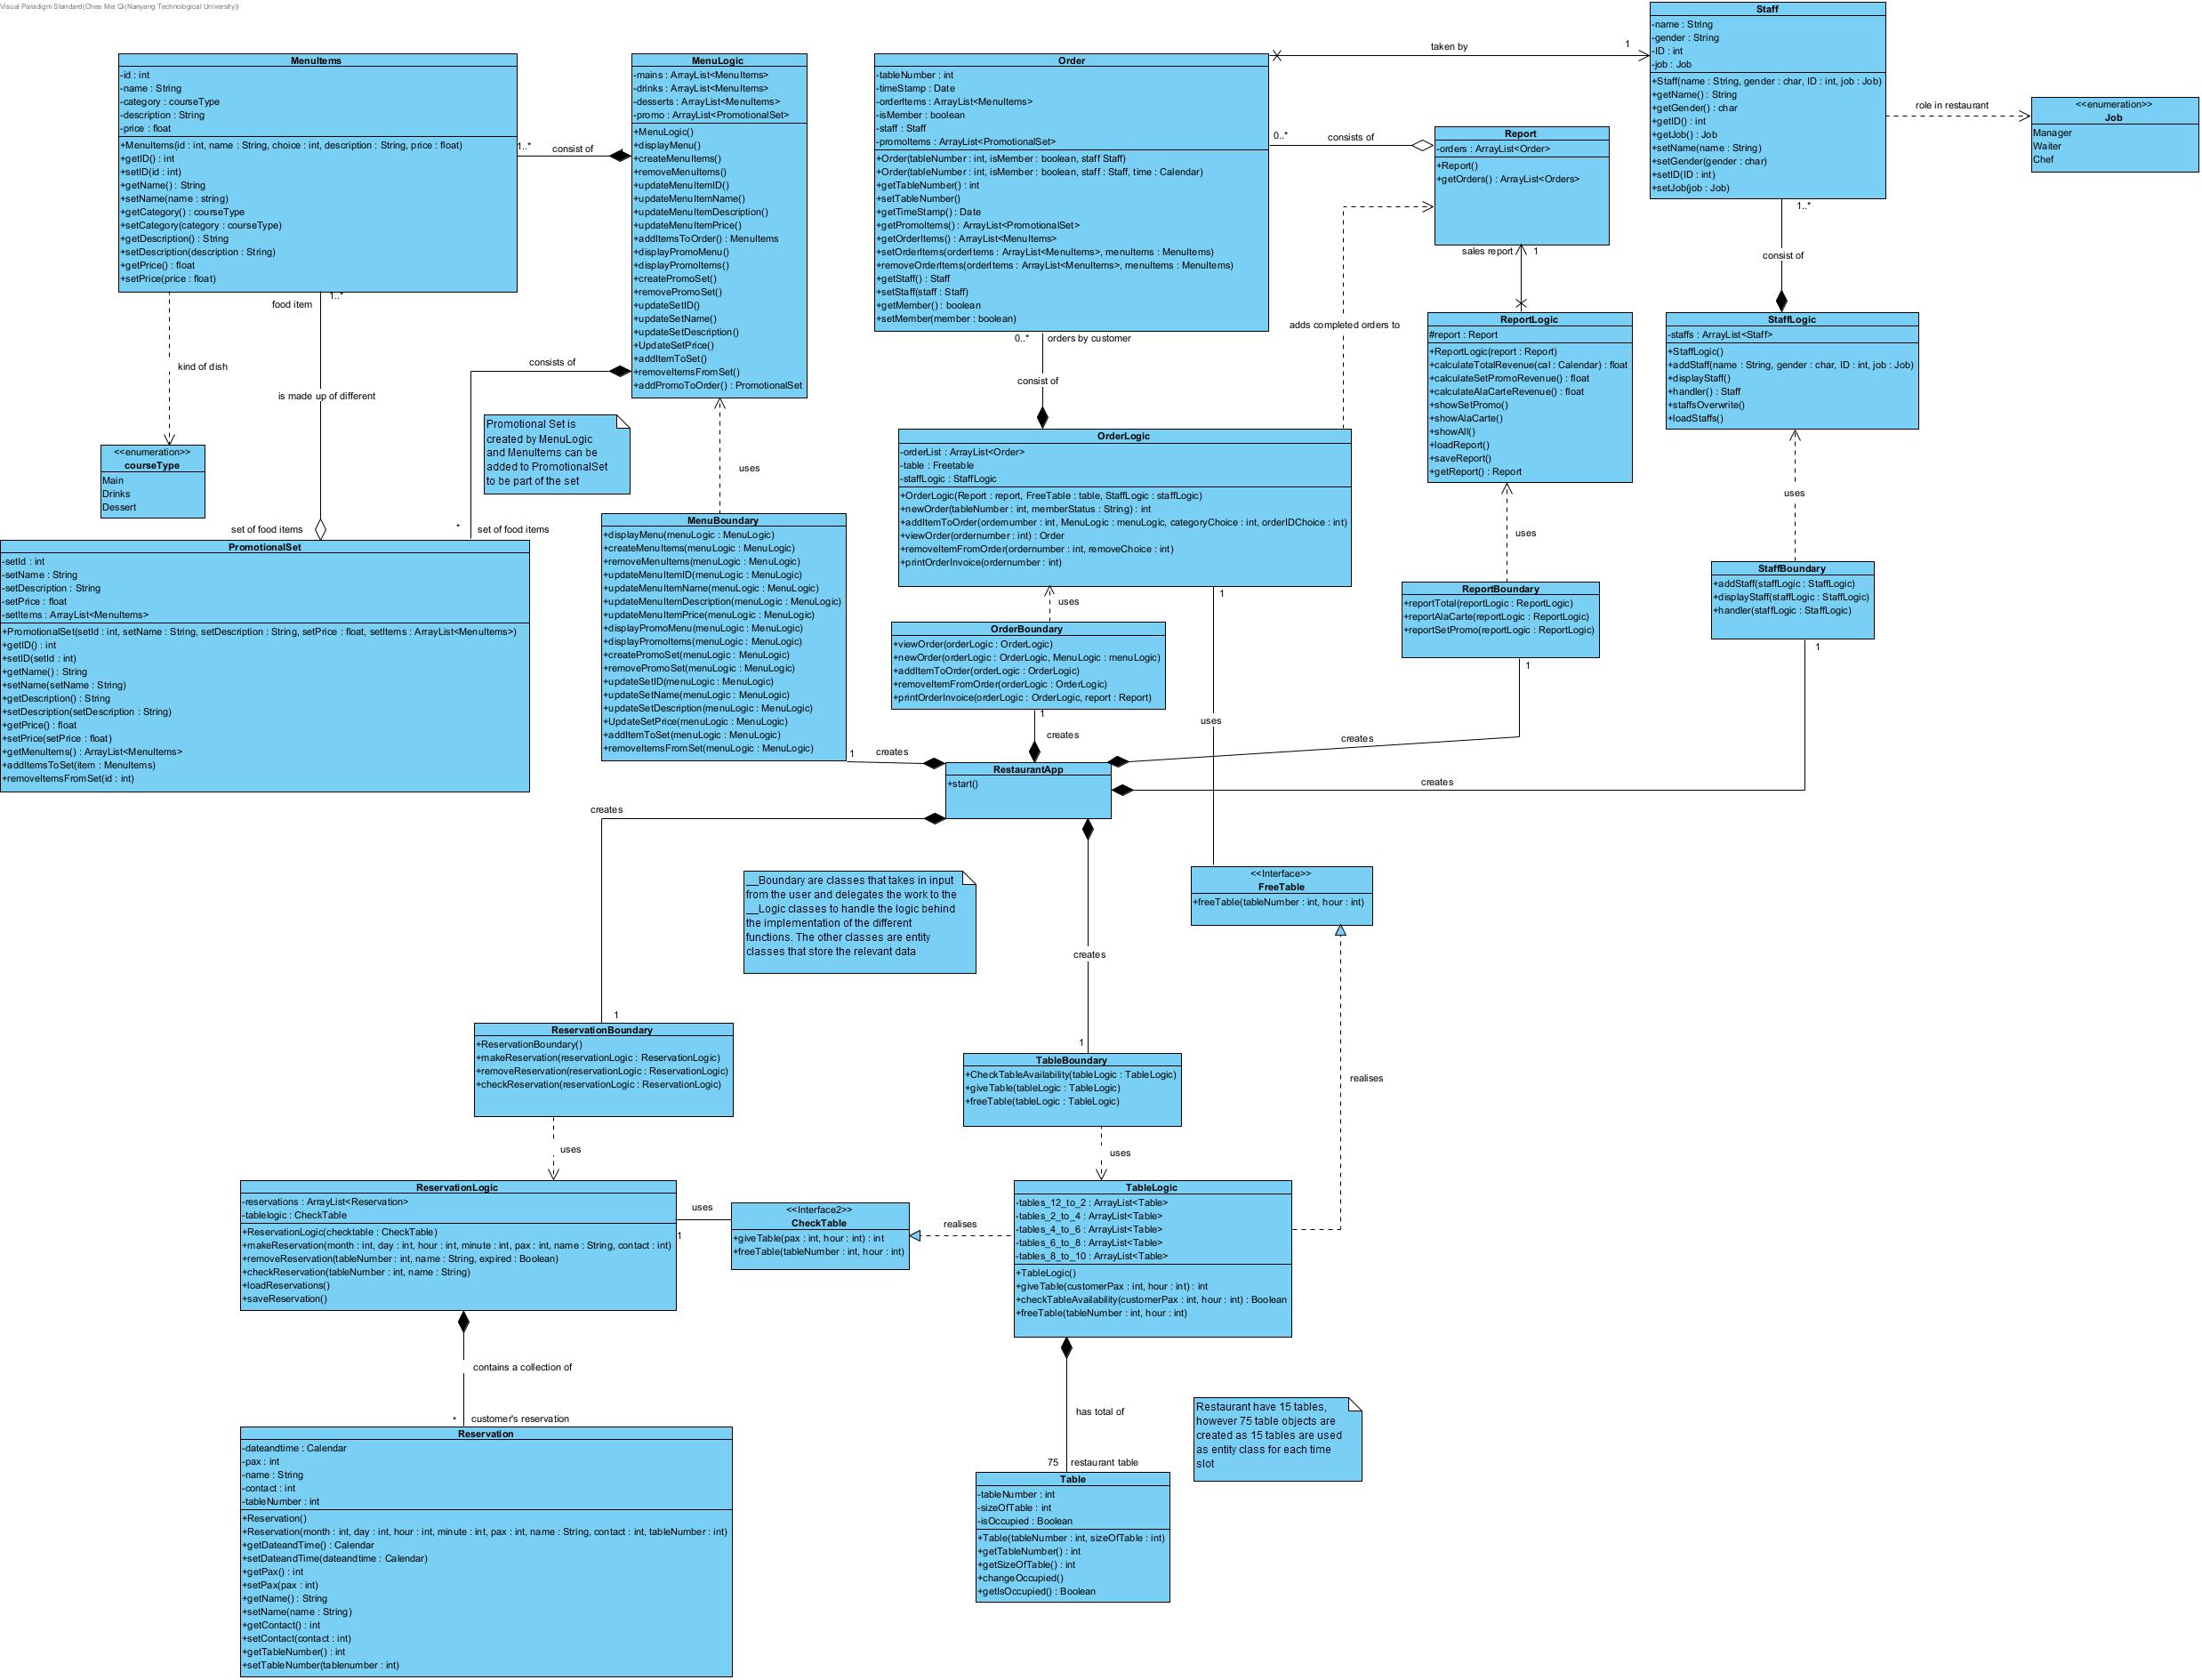 Visual Paradigm Standard(Chee Mei Qi(Nanyang Technological University))
MenuItems
-id : int
-name : String
-category : courseType
-description : String
-price : float
+MenuItems(id : int, name : String, choice : int, description : String, price : float)
+getID() : int
+setID(id : int)
+getName() : String
+setName(name : string)
+getCategory() : courseType
+setCategory(category : courseType)
+getDescription() : String
+setDescription(description : String)
+getPrice() : float
+setPrice(price : float)
1..*
consist of
MenuLogic
-mains : ArrayList<MenuItems>
-drinks : ArrayList<MenuItems>
-desserts : ArrayList<MenuItems>
-promo : ArrayList<PromotionalSet>
+MenuLogic()
+displayMenu()
+createMenuItems()
+removeMenuItems()
+updateMenuItemID()
+updateMenuItemName()
+updateMenuItemDescription()
+updateMenuItemPrice()
+addItemsToOrder() : MenuItems
+displayPromoMenu()
+displayPromoItems()
+createPromoSet()
+removePromoSet()
+updateSetID()
+updateSetName()
+updateSetDescription()
+UpdateSetPrice()
+addItemToSet()
+removeItemsFromSet()
+addPromoToOrder() : PromotionalSet
Order
-tableNumber : int
-timeStamp : Date
-orderItems : ArrayList<MenuItems>
-isMember : boolean
-staff : Staff
-promoItems : ArrayList<PromotionalSet>
+Order(tableNumber : int, isMember : boolean, staff Staff)
+Order(tableNumber : int, isMember : boolean, staff : Staff, time : Calendar)
+getTableNumber() : int
+setTableNumber()
+getTimeStamp() : Date
+getPromoItems() : ArrayList<PromotionalSet>
+getOrderItems() : ArrayList<MenuItems>
+setOrderItems(orderItems : ArrayList<MenuItems>, menuItems : MenuItems)
+removeOrderItems(orderItems : ArrayList<MenuItems>, menuItems : MenuItems)
+getStaff() : Staff
+setStaff(staff : Staff)
+getMember() : boolean
+setMember(member : boolean)
taken by
1
0..*
consists of
Report
-orders : ArrayList<Order>
+Report()
+getOrders() : ArrayList<Orders>
sales report
1
Staff
-name : String
-gender : String
-ID : int
-job : Job
+Staff(name : String, gender : char, ID : int, job : Job)
+getName() : String
+getGender() : char
+getID() : int
+getJob() : Job
+setName(name : String)
+setGender(gender : char)
+setID(ID : int)
+setJob(job : Job)
role in restaurant
<<enumeration>>
Job
Manager
Waiter
Chef
1..*
consist of
food item
1..*
kind of dish
is made up of different
consists of
<<enumeration>>
courseType
Main
Drinks
Dessert
Promotional Set is
created by MenuLogic
and MenuItems can be
added to PromotionalSet
to be part of the set
uses
0..*
orders by customer
consist of
adds completed orders to
ReportLogic
#report : Report
+ReportLogic(report : Report)
+calculateTotalRevenue(cal : Calendar) : float
+calculateSetPromoRevenue() : float
+calculateAlaCarteRevenue() : float
+showSetPromo()
+showAlaCarte()
+showAll()
+loadReport()
+saveReport()
+getReport() : Report
StaffLogic
-staffs : ArrayList<Staff>
+StaffLogic()
+addStaff(name : String, gender : char, ID : int, job : Job)
+displayStaff()
+handler() : Staff
+staffsOverwrite()
+loadStaffs()
OrderLogic
-orderList : ArrayList<Order>
-table : Freetable
-staffLogic : StaffLogic
+OrderLogic(Report : report, FreeTable : table, StaffLogic : staffLogic)
+newOrder(tableNumber : int, memberStatus : String) : int
+addItemToOrder(ordernumber : int, MenuLogic : menuLogic, categoryChoice : int, orderIDChoice : int)
+viewOrder(ordernumber : int) : Order
+removeItemFromOrder(ordernumber : int, removeChoice : int)
+printOrderInvoice(ordernumber : int)
set of food items
*
set of food items
PromotionalSet
-setId : int
-setName : String
-setDescription : String
-setPrice : float
-setItems : ArrayList<MenuItems>
+PromotionalSet(setId : int, setName : String, setDescription : String, setPrice : float, setItems : ArrayList<MenuItems>)
+getID() : int
+setID(setId : int)
+getName() : String
+setName(setName : String)
+getDescription() : String
+setDescription(setDescription : String)
+getPrice() : float
+setPrice(setPrice : float)
+getMenuItems() : ArrayList<MenuItems>
+addItemsToSet(item : MenuItems)
+removeItemsFromSet(id : int)
MenuBoundary
+displayMenu(menuLogic : MenuLogic)
+createMenuItems(menuLogic : MenuLogic)
+removeMenuItems(menuLogic : MenuLogic)
+updateMenuItemID(menuLogic : MenuLogic)
+updateMenuItemName(menuLogic : MenuLogic)
+updateMenuItemDescription(menuLogic : MenuLogic)
+updateMenuItemPrice(menuLogic : MenuLogic)
+displayPromoMenu(menuLogic : MenuLogic)
+displayPromoItems(menuLogic : MenuLogic)
+createPromoSet(menuLogic : MenuLogic)
+removePromoSet(menuLogic : MenuLogic)
+updateSetID(menuLogic : MenuLogic)
+updateSetName(menuLogic : MenuLogic)
+updateSetDescription(menuLogic : MenuLogic)
+UpdateSetPrice(menuLogic : MenuLogic)
+addItemToSet(menuLogic : MenuLogic)
+removeItemsFromSet(menuLogic : MenuLogic)
1
creates
uses
OrderBoundary
+viewOrder(orderLogic : OrderLogic)
+newOrder(orderLogic : OrderLogic, MenuLogic : menuLogic)
+addItemToOrder(orderLogic : OrderLogic)
+removeItemFromOrder(orderLogic : OrderLogic)
+printOrderInvoice(orderLogic : OrderLogic, report : Report)
1
creates
1
uses
uses
ReportBoundary
+reportTotal(reportLogic : ReportLogic)
+reportAlaCarte(reportLogic : ReportLogic)
+reportSetPromo(reportLogic : ReportLogic)
1
creates
uses
StaffBoundary
+addStaff(staffLogic : StaffLogic)
+displayStaff(staffLogic : StaffLogic)
+handler(staffLogic : StaffLogic)
1
creates
RestaurantApp
+start()
creates
__Boundary are classes that takes in input
from the user and delegates the work to the
__Logic classes to handle the logic behind
the implementation of the different
functions. The other classes are entity
classes that store the relevant data
<<Interface>>
FreeTable
+freeTable(tableNumber : int, hour : int)
creates
1
1
ReservationBoundary
+ReservationBoundary()
+makeReservation(reservationLogic : ReservationLogic)
+removeReservation(reservationLogic : ReservationLogic)
+checkReservation(reservationLogic : ReservationLogic)
TableBoundary
+CheckTableAvailability(tableLogic : TableLogic)
+giveTable(tableLogic : TableLogic)
+freeTable(tableLogic : TableLogic)
realises
uses
uses
ReservationLogic
-reservations : ArrayList<Reservation>
-tablelogic : CheckTable
+ReservationLogic(checktable : CheckTable)
+makeReservation(month : int, day : int, hour : int, minute : int, pax : int, name : String, contact : int)
+removeReservation(tableNumber : int, name : String, expired : Boolean)
+checkReservation(tableNumber : int, name : String)
+loadReservations()
+saveReservation()
uses
1
<<Interface2>>
CheckTable
+giveTable(pax : int, hour : int) : int
+freeTable(tableNumber : int, hour : int)
realises
TableLogic
-tables_12_to_2 : ArrayList<Table>
-tables_2_to_4 : ArrayList<Table>
-tables_4_to_6 : ArrayList<Table>
-tables_6_to_8 : ArrayList<Table>
-tables_8_to_10 : ArrayList<Table>
+TableLogic()
+giveTable(customerPax : int, hour : int) : int
+checkTableAvailability(customerPax : int, hour : int) : Boolean
+freeTable(tableNumber : int, hour : int)
contains a collection of
*
customer's reservation
Reservation
-dateandtime : Calendar
-pax : int
-name : String
-contact : int
-tableNumber : int
+Reservation()
+Reservation(month : int, day : int, hour : int, minute : int, pax : int, name : String, contact : int, tableNumber : int)
+getDateandTime() : Calendar
+setDateandTime(dateandtime : Calendar)
+getPax() : int
+setPax(pax : int)
+getName() : String
+setName(name : String)
+getContact() : int
+setContact(contact : int)
+getTableNumber() : int
+setTableNumber(tablenumber : int)
has total of
75
restaurant table
Table
-tableNumber : int
-sizeOfTable : int
-isOccupied : Boolean
+Table(tableNumber : int, sizeOfTable : int)
+getTableNumber() : int
+getSizeOfTable() : int
+changeOccupied()
+getIsOccupied() : Boolean
Restaurant have 15 tables,
however 75 table objects are
created as 15 tables are used
as entity class for each time
slot